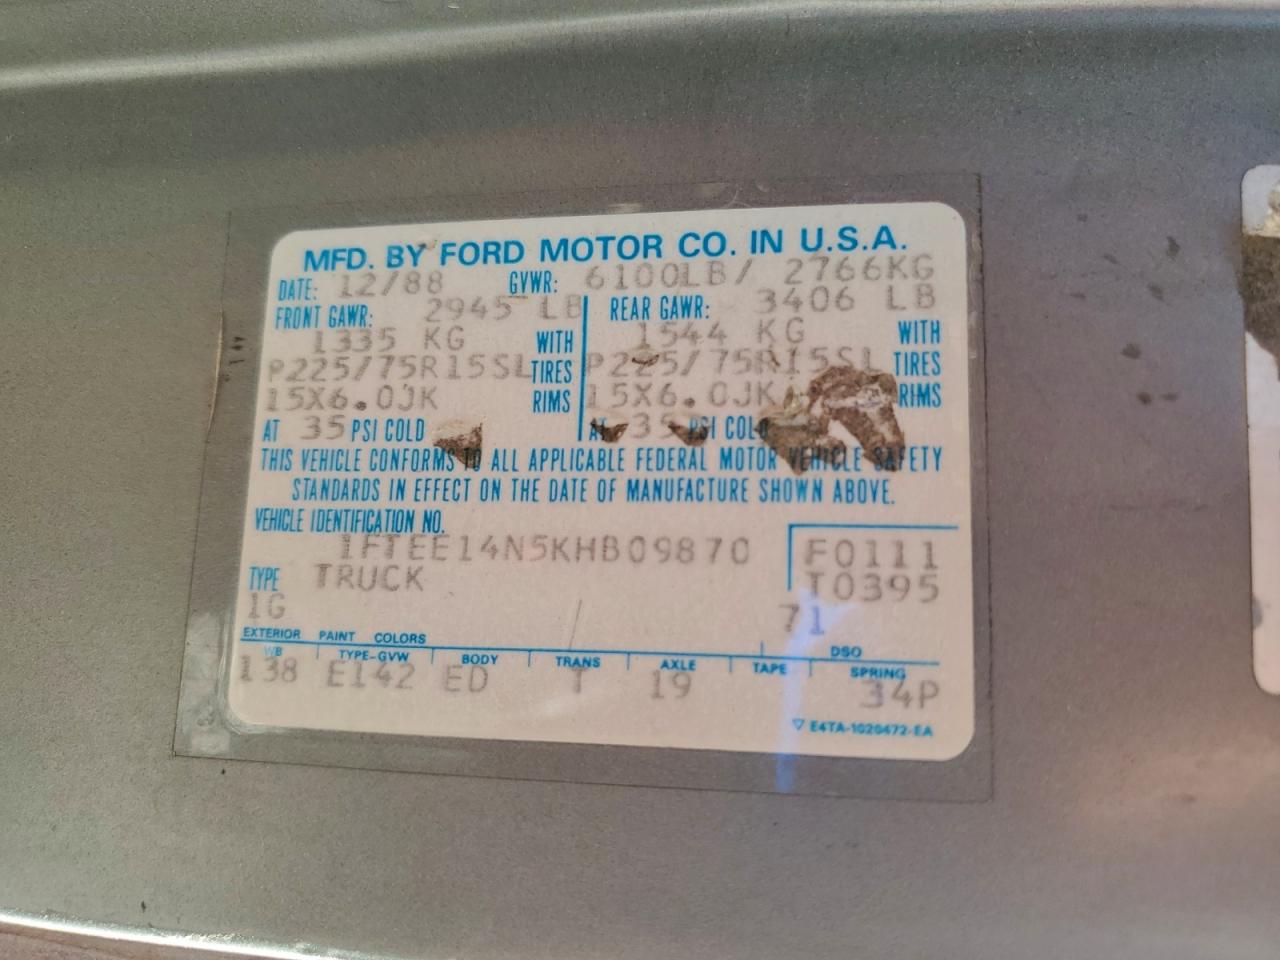 MFD. BY FORD MOTOR CO. IN U.S.A.
DATE: 12/88 GVWR: 6100LB/ 2766KG
FRONT GAWR: 2945 LB REAR GAWR: 3406 LB
1335 KG WITH 1544 KG WITH
P225/75R15SL TIRES P225/75R15SL TIRES
15X6.0JK RIMS 15X6.0JK RIMS
AT 35 PSI COLD AT 35 PSI COLD
THIS VEHICLE CONFORMS TO ALL APPLICABLE FEDERAL MOTOR VEHICLE SAFETY
STANDARDS IN EFFECT ON THE DATE OF MANUFACTURE SHOWN ABOVE.
VEHICLE IDENTIFICATION NO.
1FTEE14N5KHB09870 F0111
TYPE TRUCK T0395
1G 71
EXTERIOR PAINT COLORS DSO
WB TYPE-GVW BODY TRANS AXLE TAPE SPRING
138 E142 ED T 19 34P
▽ E4TA-1020472-EA